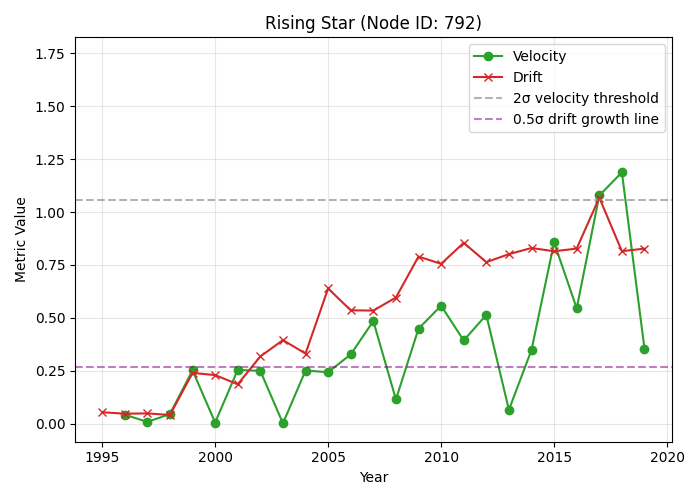 Rising Star (Node ID: 792)
1.75
1.50
1.25
1.00
0.75
0.50
0.25
0.00
Metric Value
Velocity
Drift
2σ velocity threshold
0.5σ drift growth line
1995
2000
2005
2010
2015
2020
Year